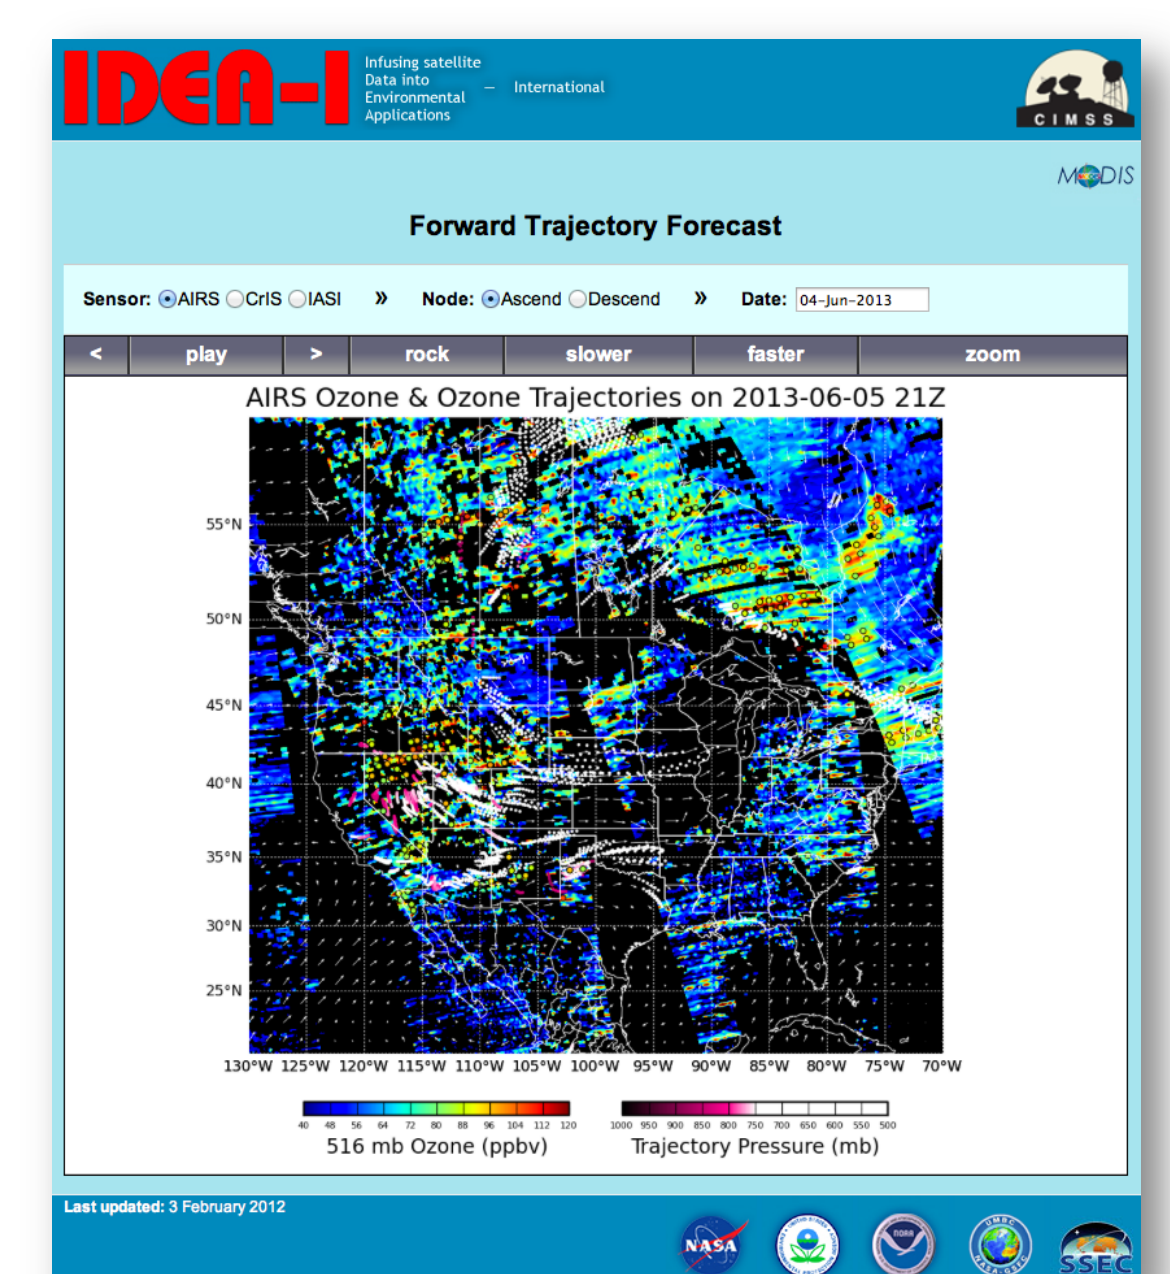 IDEA-I
Infusing satellite
Data into
Environmental
Applications
— International
CIMSS
MODIS
Forward Trajectory Forecast
Sensor: AIRS CrIS IASI » Node: Ascend Descend » Date: 04-Jun-2013
< play > rock slower faster zoom
AIRS Ozone & Ozone Trajectories on 2013-06-05 21Z
55°N
50°N
45°N
40°N
35°N
30°N
25°N
130°W 125°W 120°W 115°W 110°W 105°W 100°W 95°W 90°W 85°W 80°W 75°W 70°W
40 48 56 64 72 80 88 96 104 112 120
516 mb Ozone (ppbv)
1000 950 900 850 800 750 700 650 600 550 500
Trajectory Pressure (mb)
Last updated: 3 February 2012
NASA
NOAA
UMBC
NASA-GSFC
SSEC